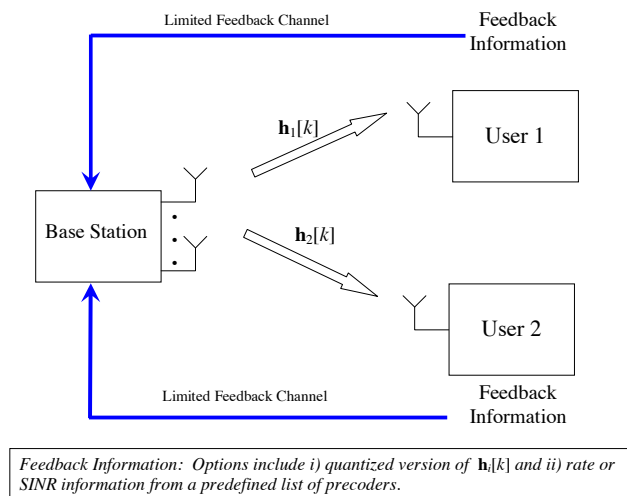 Limited Feedback Channel
Feedback
Information
h1[k]
User 1
Base Station
h2[k]
User 2
Limited Feedback Channel
Feedback
Information
Feedback Information:  Options include i) quantized version of  hi[k] and ii) rate or
SINR information from a predefined list of precoders.